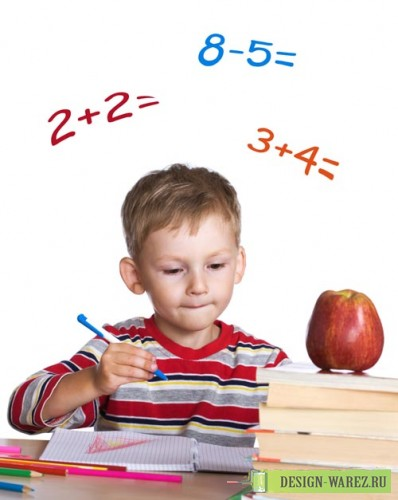 8-5=
2+2=
3+4=
DESIGN-WAREZ.RU